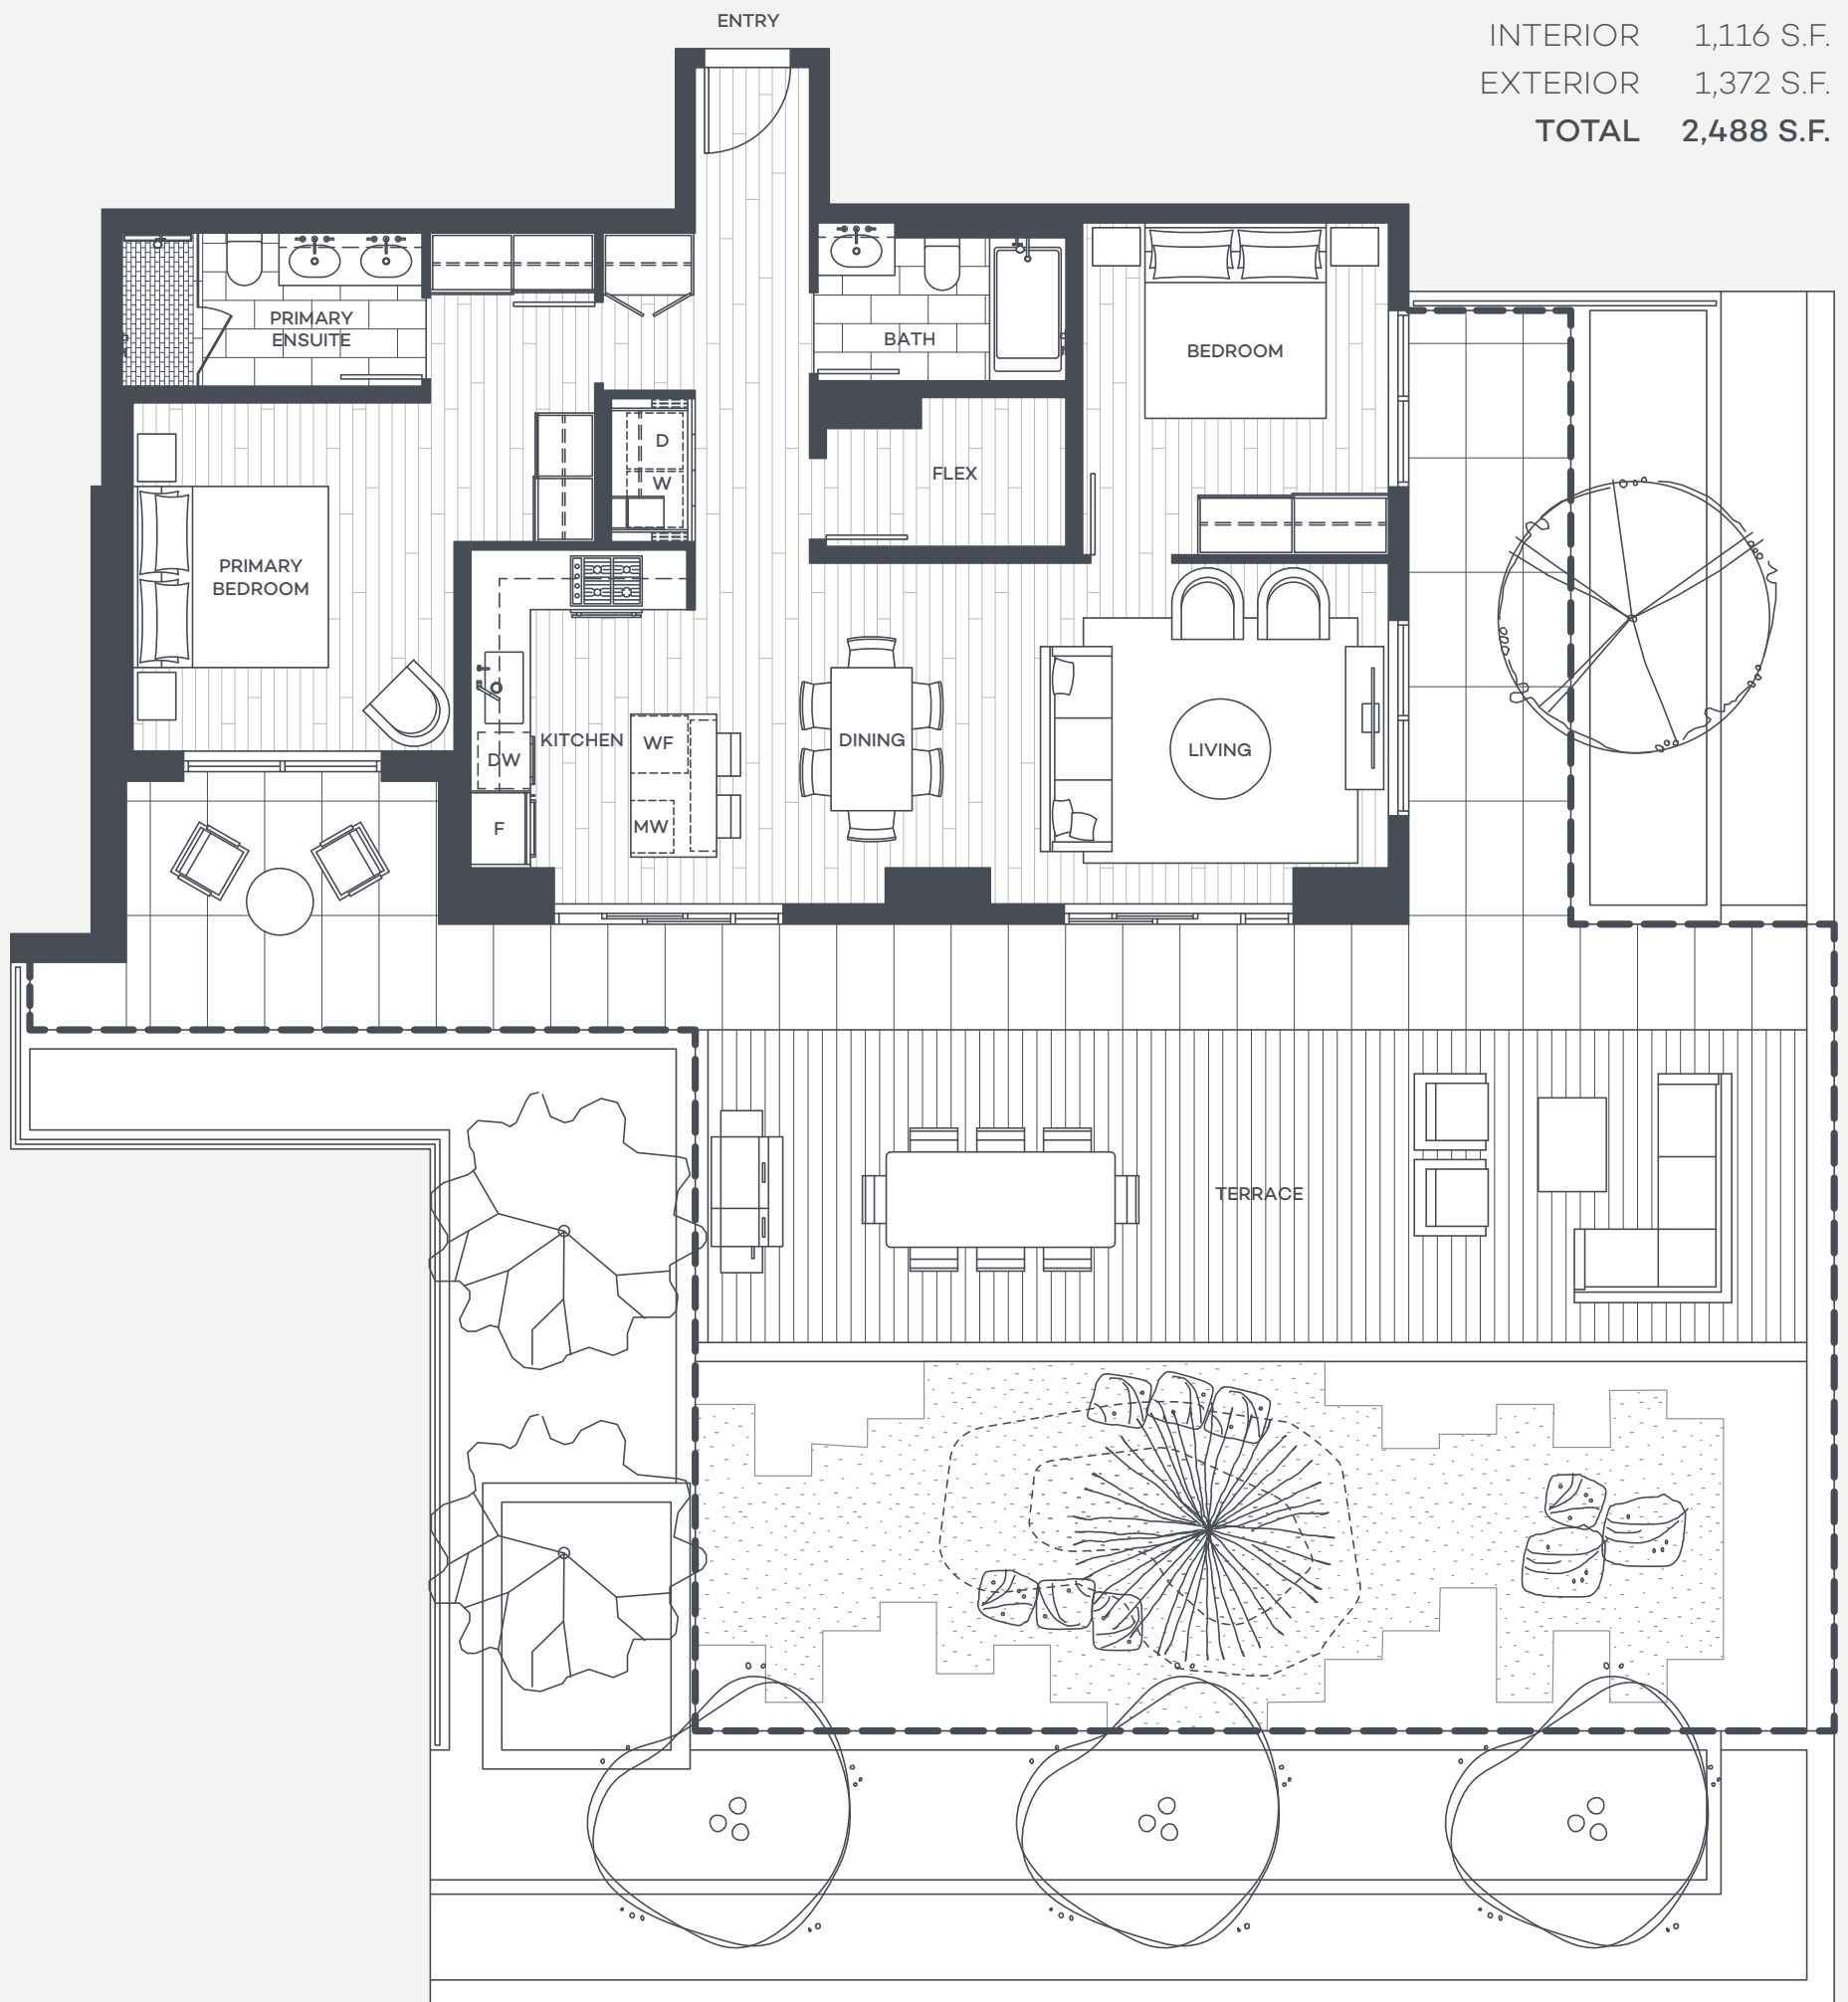 ENTRY
INTERIOR 1,116 S.F.
EXTERIOR 1,372 S.F.
TOTAL 2,488 S.F.
PRIMARY
ENSUITE
BATH
BEDROOM
D
W
FLEX
PRIMARY
BEDROOM
KITCHEN
WF
DINING
LIVING
DW
F
MW
TERRACE